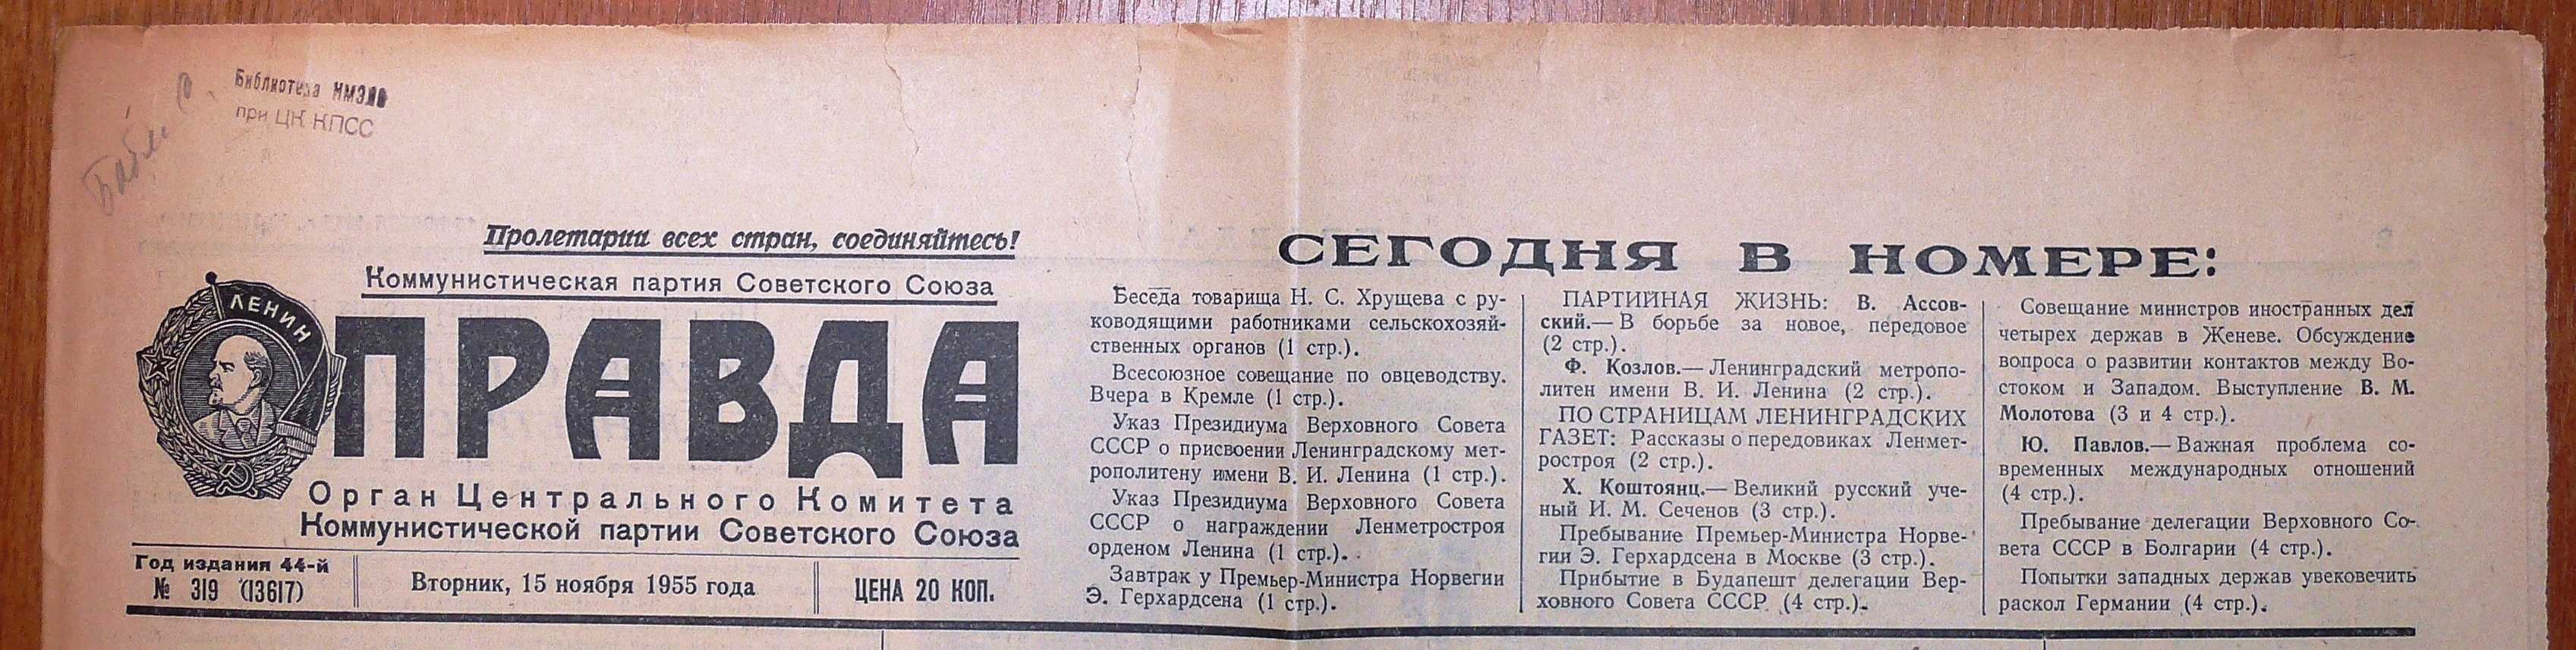 Библиотека ИМЭЛС
при ЦК КПСС
Пролетарии всех стран, соединяйтесь!
Коммунистическая партия Советского Союза
ЛЕНИН
ПРАВДА
Орган Центрального Комитета
Коммунистической партии Советского Союза
Год издания 44-й
№ 319 (13617)
Вторник, 15 ноября 1955 года
ЦЕНА 20 КОП.
СЕГОДНЯ В НОМЕРЕ:
Беседа товарища Н. С. Хрущева с ру-
ководящими работниками сельскохозяй-
ственных органов (1 стр.).
Всесоюзное совещание по овцеводству.
Вчера в Кремле (1 стр.).
Указ Президиума Верховного Совета
СССР о присвоении Ленинградскому мет-
рополитену имени В. И. Ленина (1 стр.).
Указ Президиума Верховного Совета
СССР о награждении Ленметростроя
орденом Ленина (1 стр.).
Завтрак у Премьер-Министра Норвегии
Э. Герхардсена (1 стр.).
ПАРТИЙНАЯ ЖИЗНЬ: В. Ассов-
ский.— В борьбе за новое, передовое
(2 стр.).
Ф. Козлов.— Ленинградский метропо-
литен имени В. И. Ленина (2 стр.).
ПО СТРАНИЦАМ ЛЕНИНГРАДСКИХ
ГАЗЕТ: Рассказы о передовиках Ленмет-
ростроя (2 стр.).
Х. Коштоянц.— Великий русский уче-
ный И. М. Сеченов (3 стр.).
Пребывание Премьер-Министра Норве-
гии Э. Герхардсена в Москве (3 стр.).
Прибытие в Будапешт делегации Вер-
ховного Совета СССР (4 стр.).
Совещание министров иностранных дел
четырех держав в Женеве. Обсуждение
вопроса о развитии контактов между Во-
стоком и Западом. Выступление В. М.
Молотова (3 и 4 стр.).
Ю. Павлов.— Важная проблема со-
временных международных отношений
(4 стр.).
Пребывание делегации Верховного Со-
вета СССР в Болгарии (4 стр.).
Попытки западных держав увековечить
раскол Германии (4 стр.).